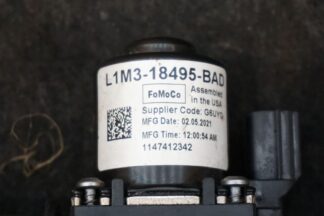 L1M3-18495-BAD
FoMoCo
Assembled
in the USA
Supplier Code:
MFG Date: 02.05.2021
MFG Time: 12:00:54 AM
1147412342